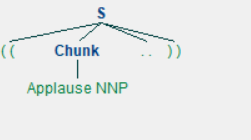 S
(( Chunk .. ))
Applause NNP